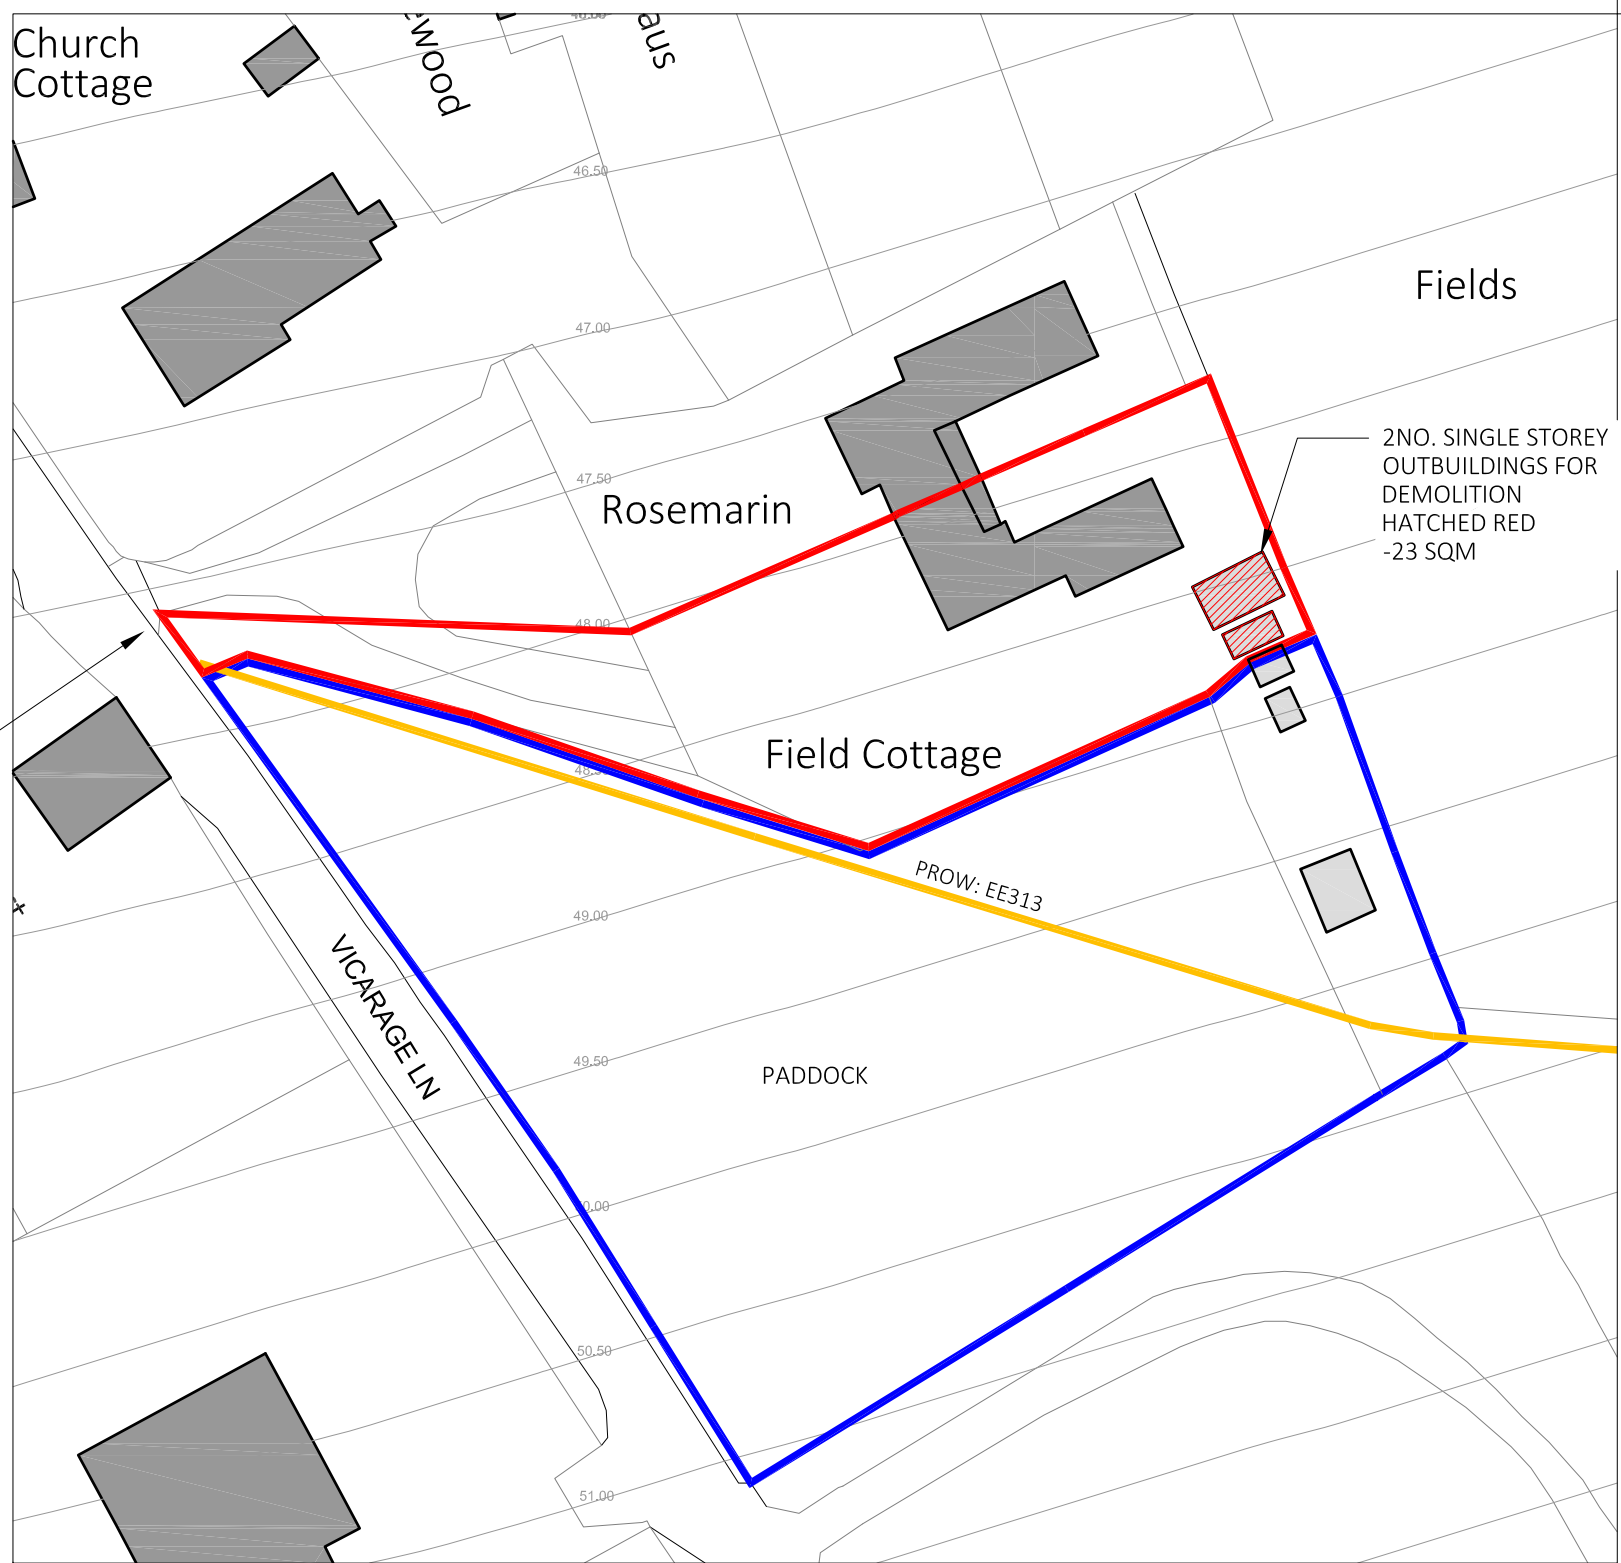 Church
Cottage
ewood
aus
46.50
47.00
Fields
47.50
Rosemarin
2NO. SINGLE STOREY
OUTBUILDINGS FOR
DEMOLITION
HATCHED RED
-23 SQM
48.00
Field Cottage
PROW: EE313
49.00
VICARAGE LN
49.50
PADDOCK
50.50
51.00